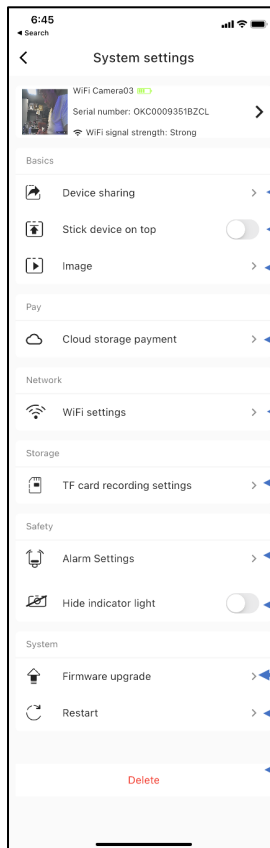 6:45
◄ Search
System settings
WiFi Camera03
Serial number: OKC0009351BZCL
WiFi signal strength: Strong
Basics
Device sharing
Stick device on top
Image
Pay
Cloud storage payment
Network
WiFi settings
Storage
TF card recording settings
Safety
Alarm Settings
Hide indicator light
System
Firmware upgrade
Restart
Delete